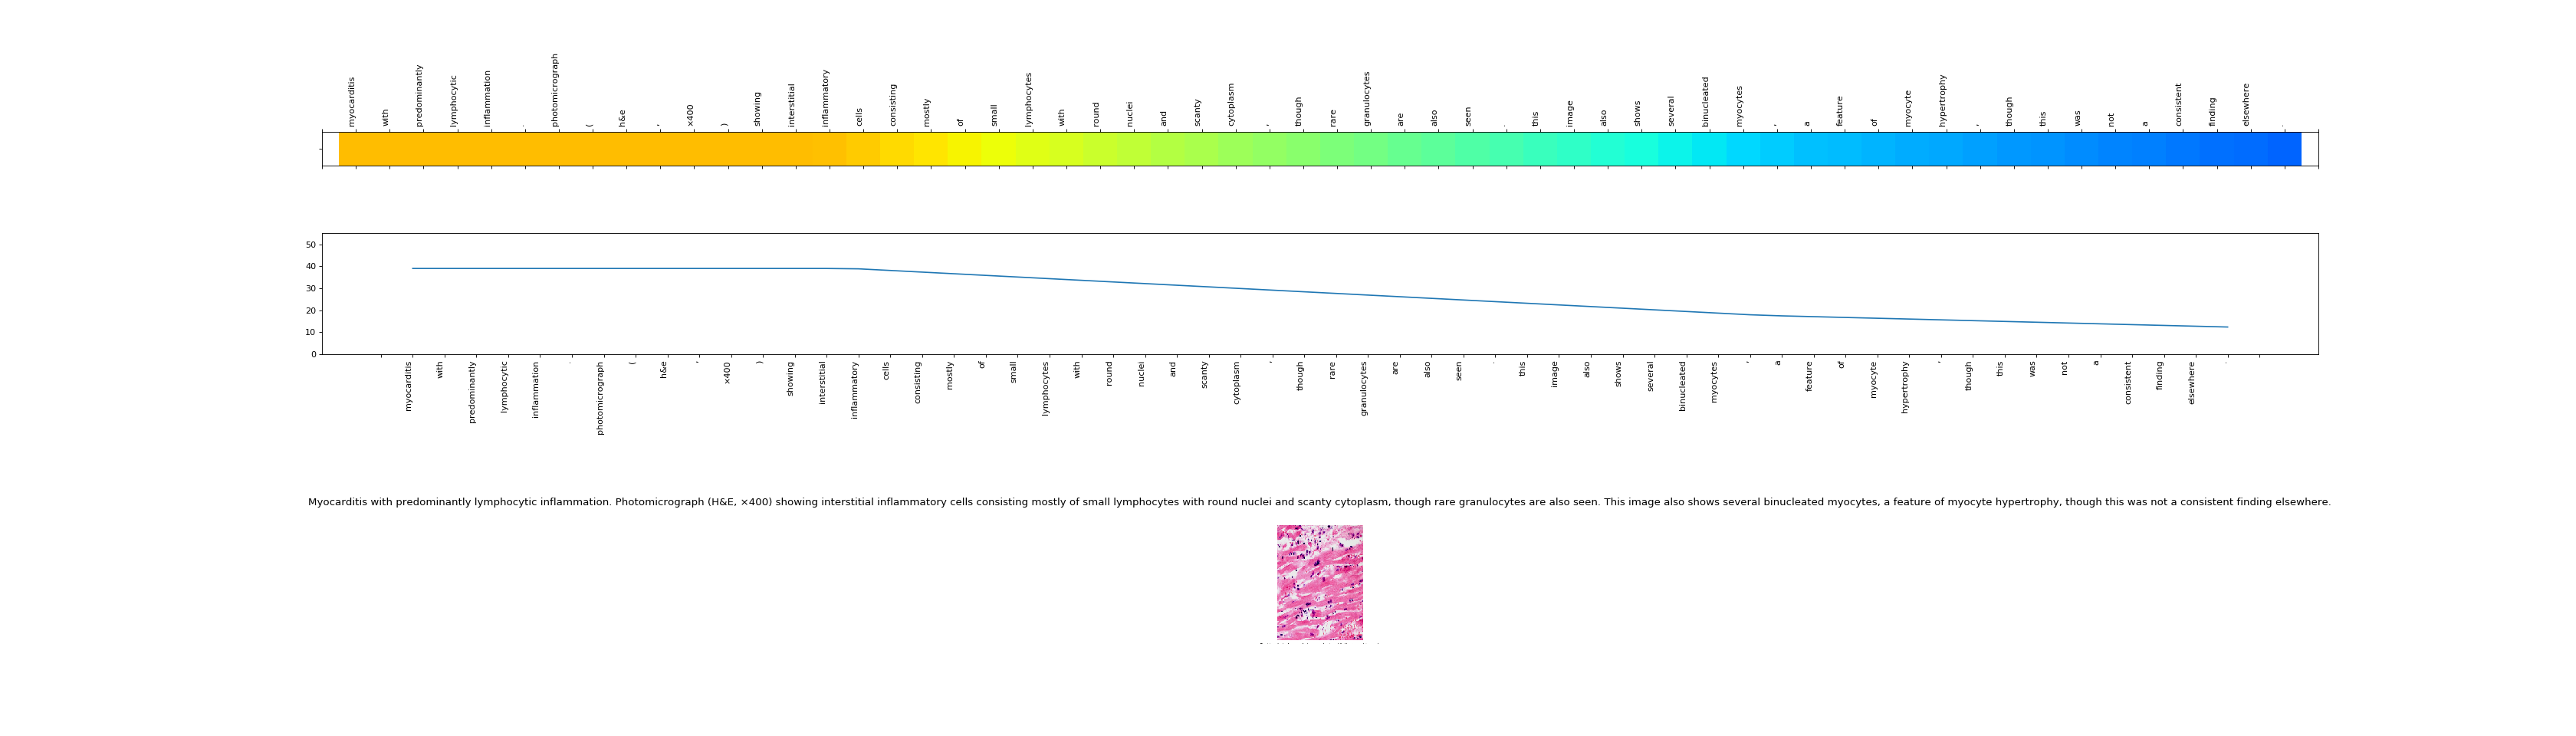 myocarditis with predominantly lymphocytic inflammation . photomicrograph ( h&e , ×400 ) showing interstitial inflammatory cells consisting mostly of small lymphocytes with round nuclei and scanty cytoplasm , though rare granulocytes are also seen . this image also shows several binucleated myocytes , a feature of myocyte hypertrophy , though this was not a consistent finding elsewhere .
50
40
30
20
10
0
myocarditis with predominantly lymphocytic inflammation . photomicrograph ( h&e , ×400 ) showing interstitial inflammatory cells consisting mostly of small lymphocytes with round nuclei and scanty cytoplasm , though rare granulocytes are also seen . this image also shows several binucleated myocytes , a feature of myocyte hypertrophy , though this was not a consistent finding elsewhere .
Myocarditis with predominantly lymphocytic inflammation. Photomicrograph (H&E, ×400) showing interstitial inflammatory cells consisting mostly of small lymphocytes with round nuclei and scanty cytoplasm, though rare granulocytes are also seen. This image also shows several binucleated myocytes, a feature of myocyte hypertrophy, though this was not a consistent finding elsewhere.